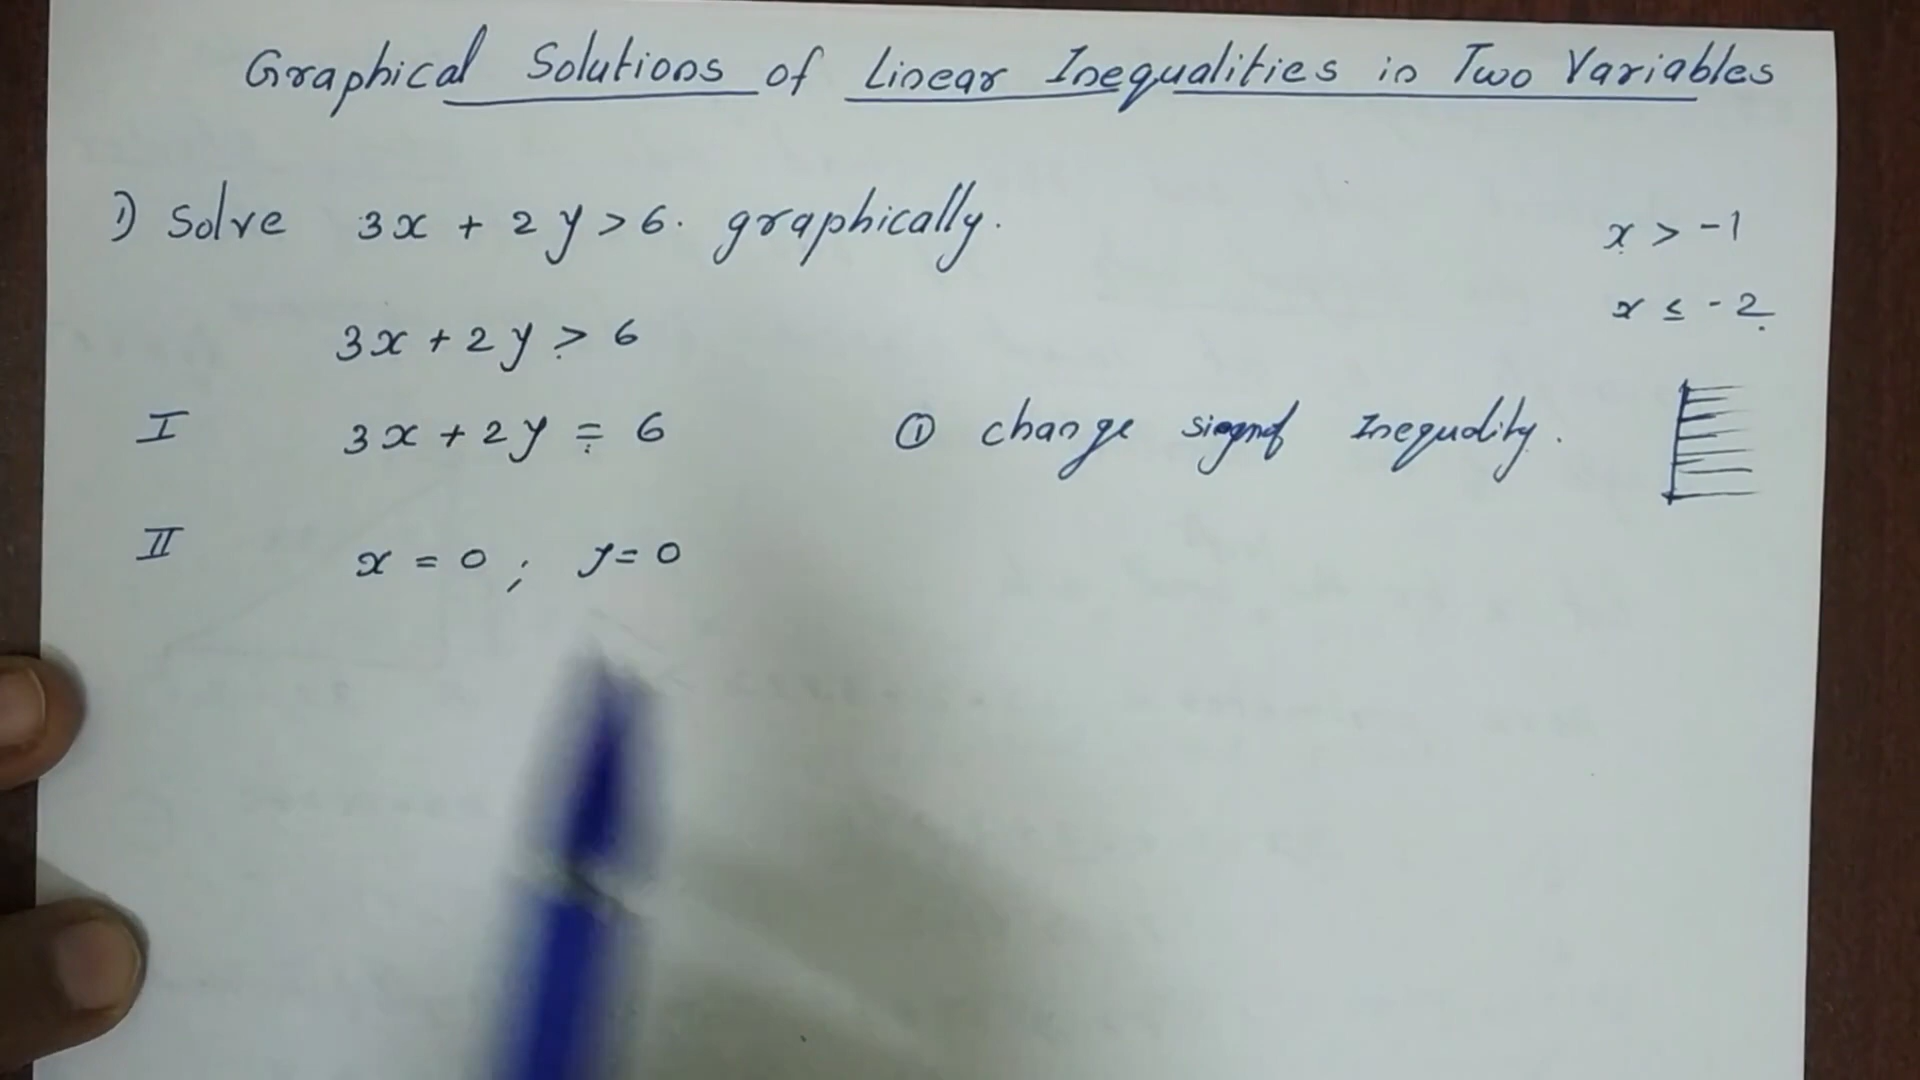 Graphical Solutions of Linear Inequalities in Two Variables
1) Solve 3x + 2y > 6. graphically.
x > -1
x ≤ -2
3x + 2y > 6
I 3x + 2y = 6
① change sign of Inequality.
II x = 0 ; y = 0